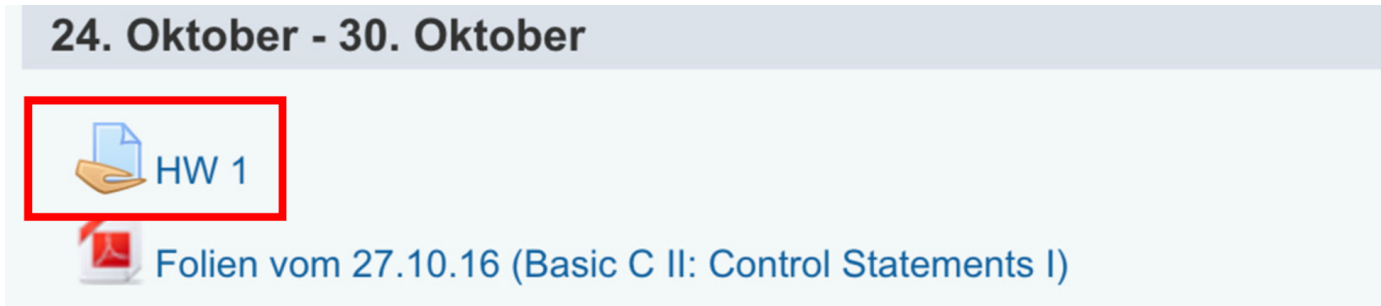 24. Oktober - 30. Oktober
HW 1
Folien vom 27.10.16 (Basic C II: Control Statements I)